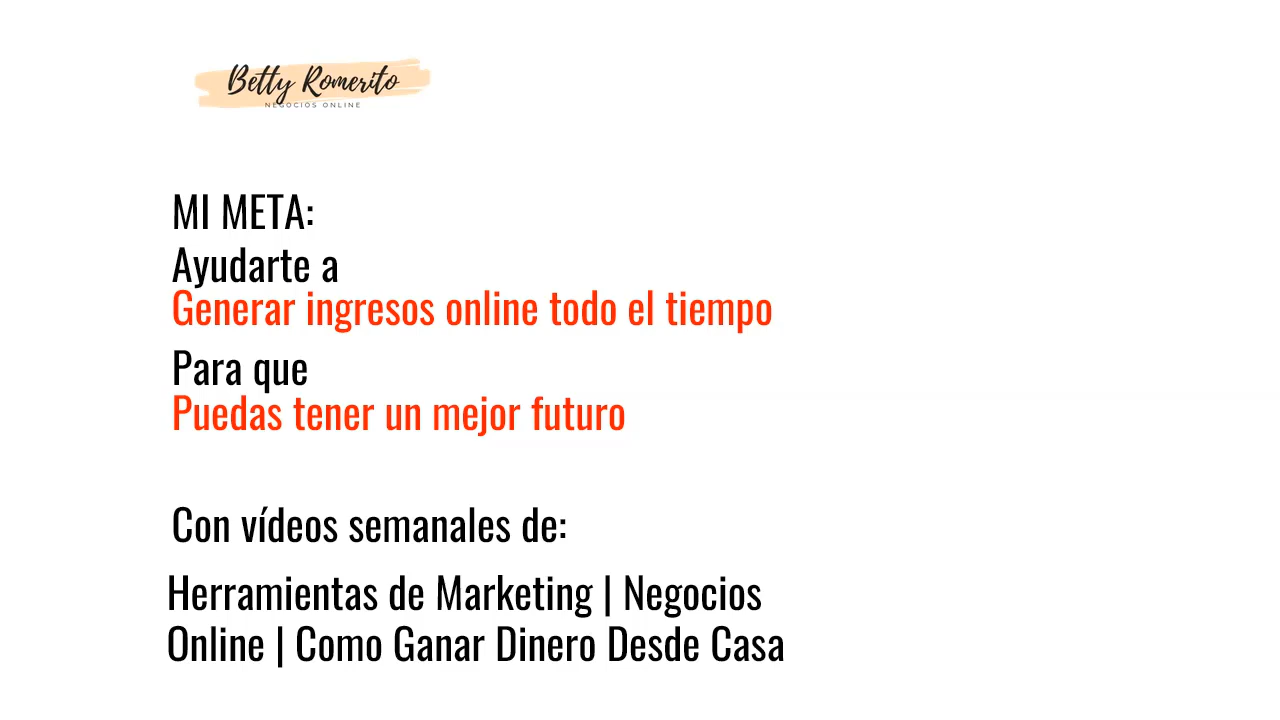 Betty Romerito
NEGOCIOS ONLINE
MI META:
Ayudarte a
Generar ingresos online todo el tiempo
Para que
Puedas tener un mejor futuro
Con vídeos semanales de:
Herramientas de Marketing | Negocios
Online | Como Ganar Dinero Desde Casa